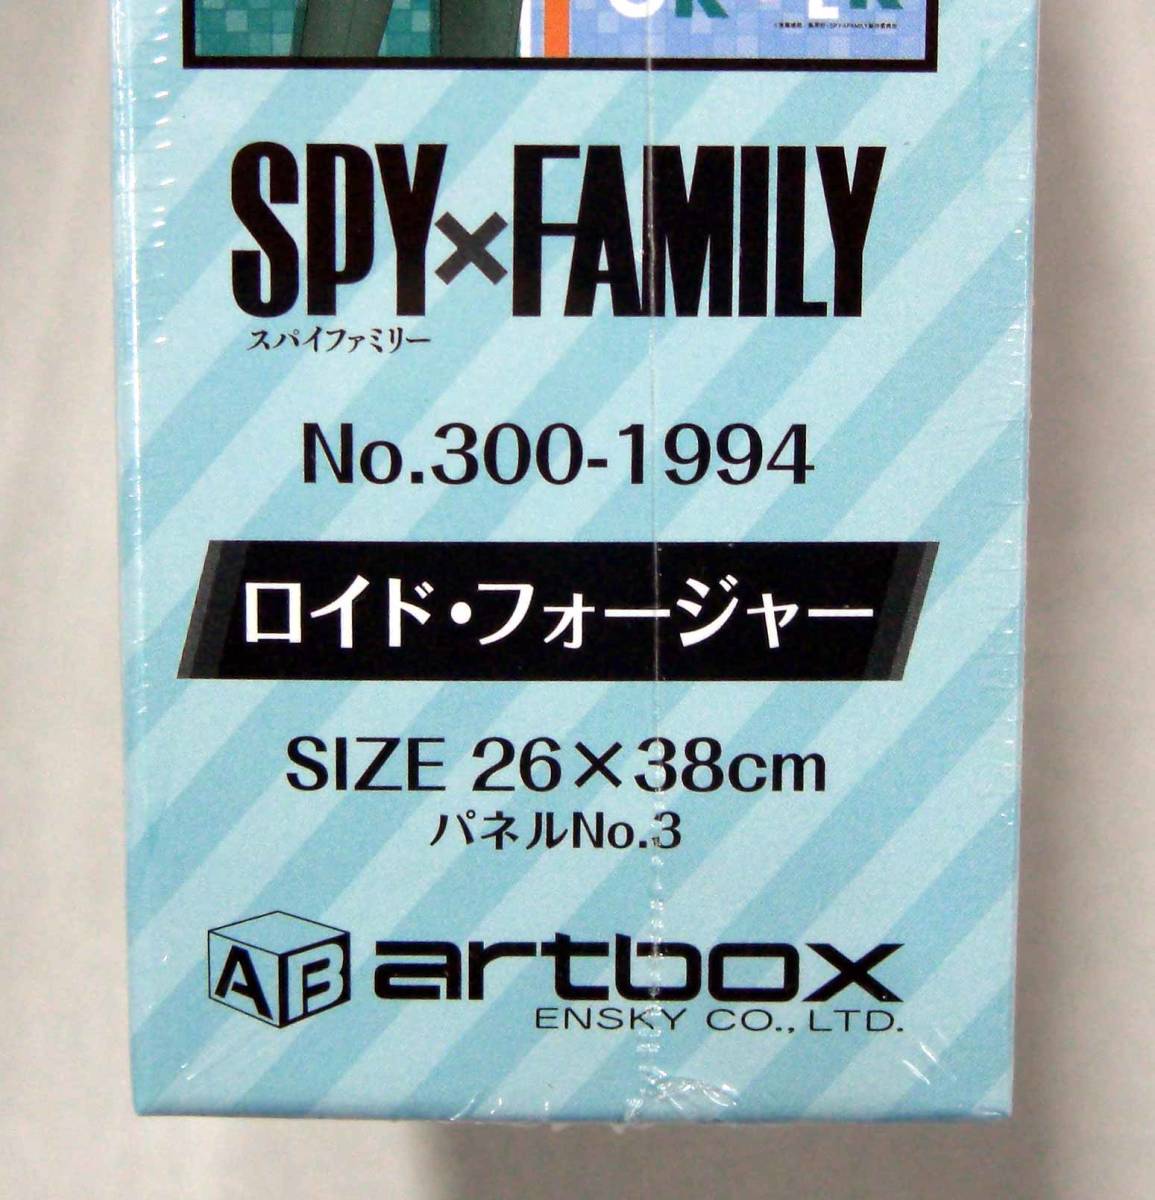 SPY×FAMILY
スパイファミリー
No.300-1994
ロイド・フォージャー
SIZE 26×38cm
パネルNo.3
AB artbox
ENSKY CO., LTD.